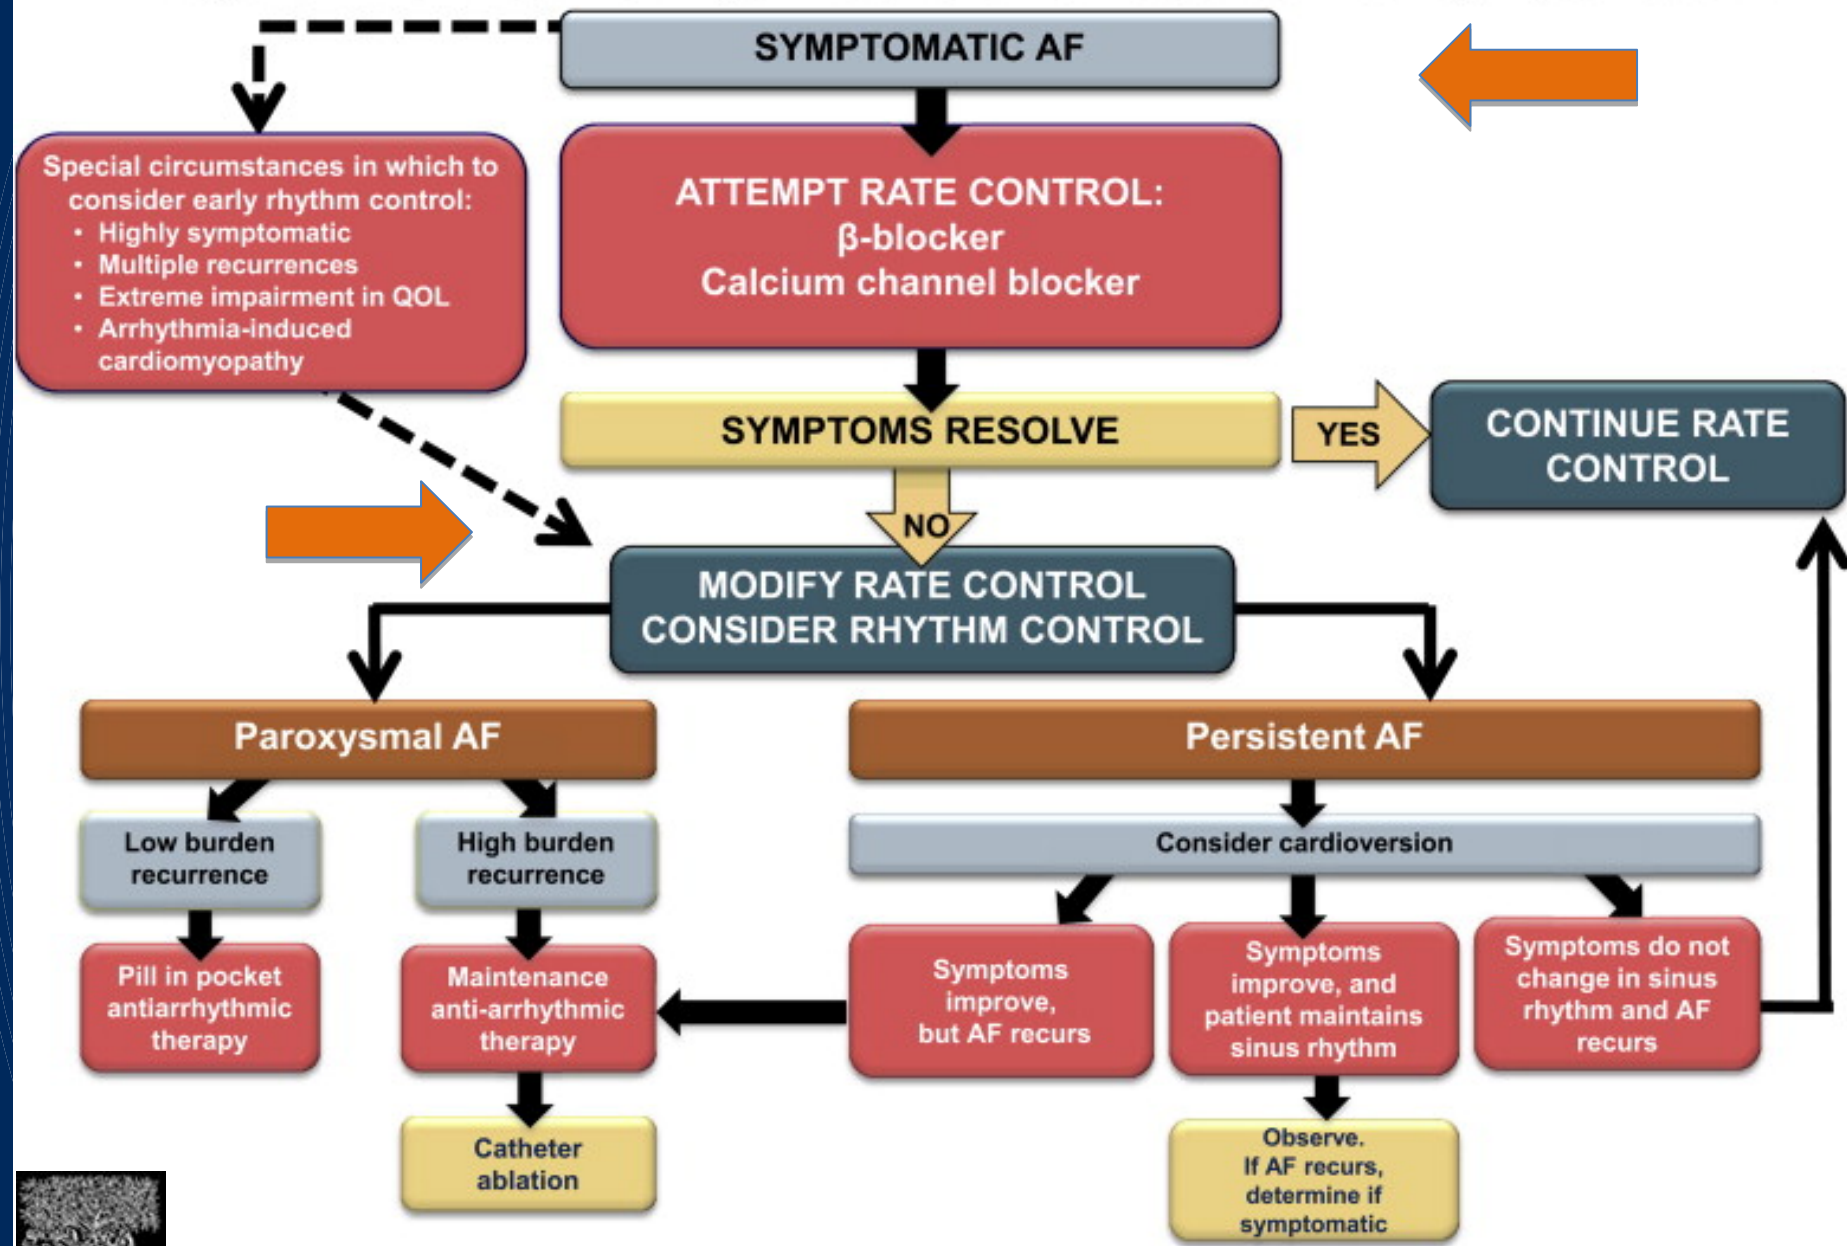 SYMPTOMATIC AF
Special circumstances in which to
consider early rhythm control:
• Highly symptomatic
• Multiple recurrences
• Extreme impairment in QOL
• Arrhythmia-induced
cardiomyopathy
ATTEMPT RATE CONTROL:
β-blocker
Calcium channel blocker
SYMPTOMS RESOLVE
YES
CONTINUE RATE
CONTROL
NO
MODIFY RATE CONTROL
CONSIDER RHYTHM CONTROL
Paroxysmal AF
Persistent AF
Low burden
recurrence
High burden
recurrence
Consider cardioversion
Pill in pocket
antiarrhythmic
therapy
Maintenance
anti-arrhythmic
therapy
Symptoms
improve,
but AF recurs
Symptoms
improve, and
patient maintains
sinus rhythm
Symptoms do not
change in sinus
rhythm and AF
recurs
Catheter
ablation
Observe.
If AF recurs,
determine if
symptomatic